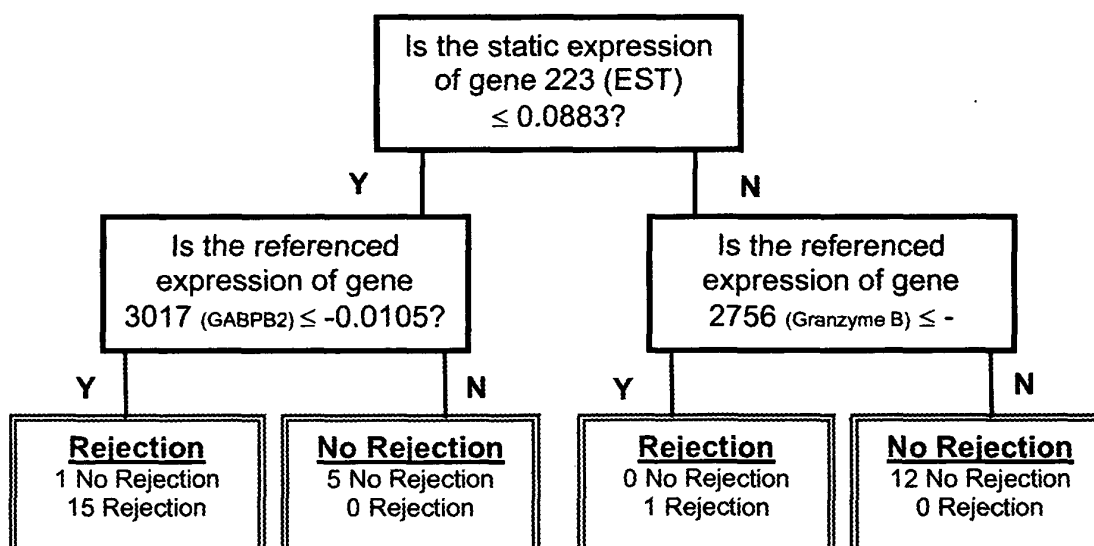 Is the static expression
of gene 223 (EST)
≤ 0.0883?
Y
N
Is the referenced
expression of gene
3017 (GABPB2) ≤ -0.0105?
Is the referenced
expression of gene
2756 (Granzyme B) ≤ -
Y
N
Y
N
Rejection
1 No Rejection
15 Rejection
No Rejection
5 No Rejection
0 Rejection
Rejection
0 No Rejection
1 Rejection
No Rejection
12 No Rejection
0 Rejection